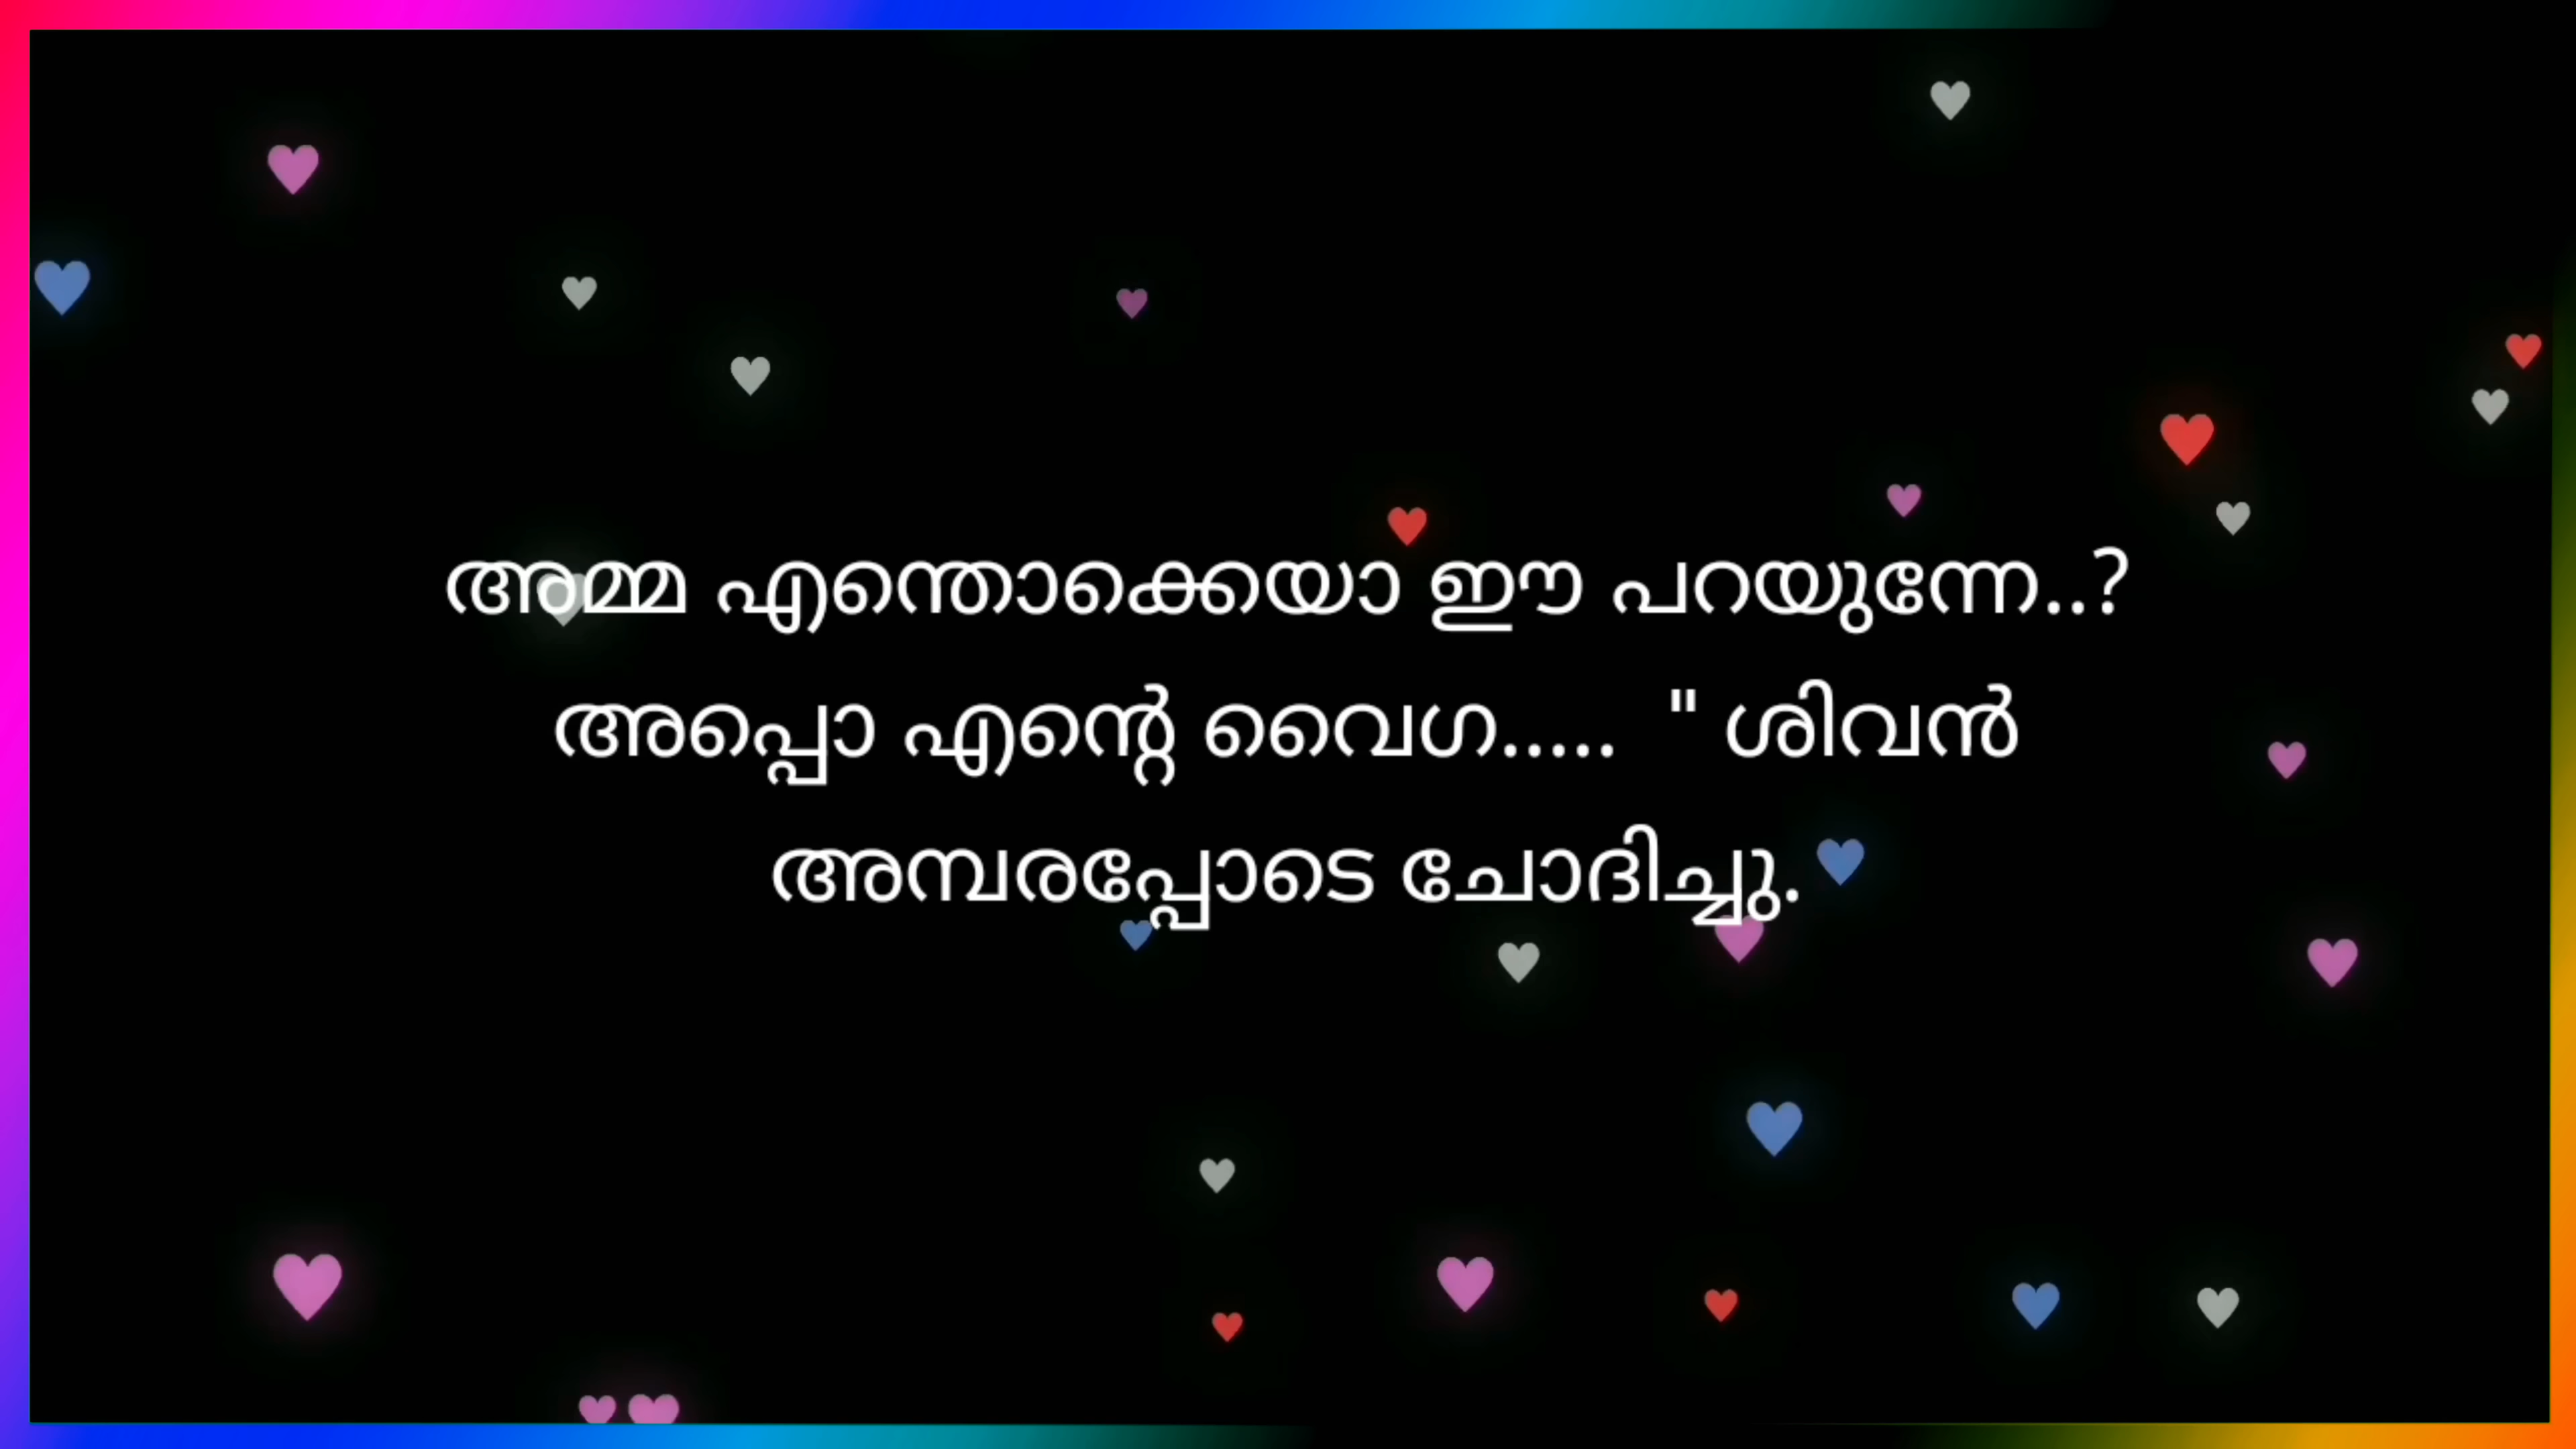 അമ്മ എന്തൊക്കെയാ ഈ പറയുന്നേ..?
അപ്പൊ എന്റെ വൈഗ..... " ശിവൻ
അമ്പരപ്പോടെ ചോദിച്ചു.